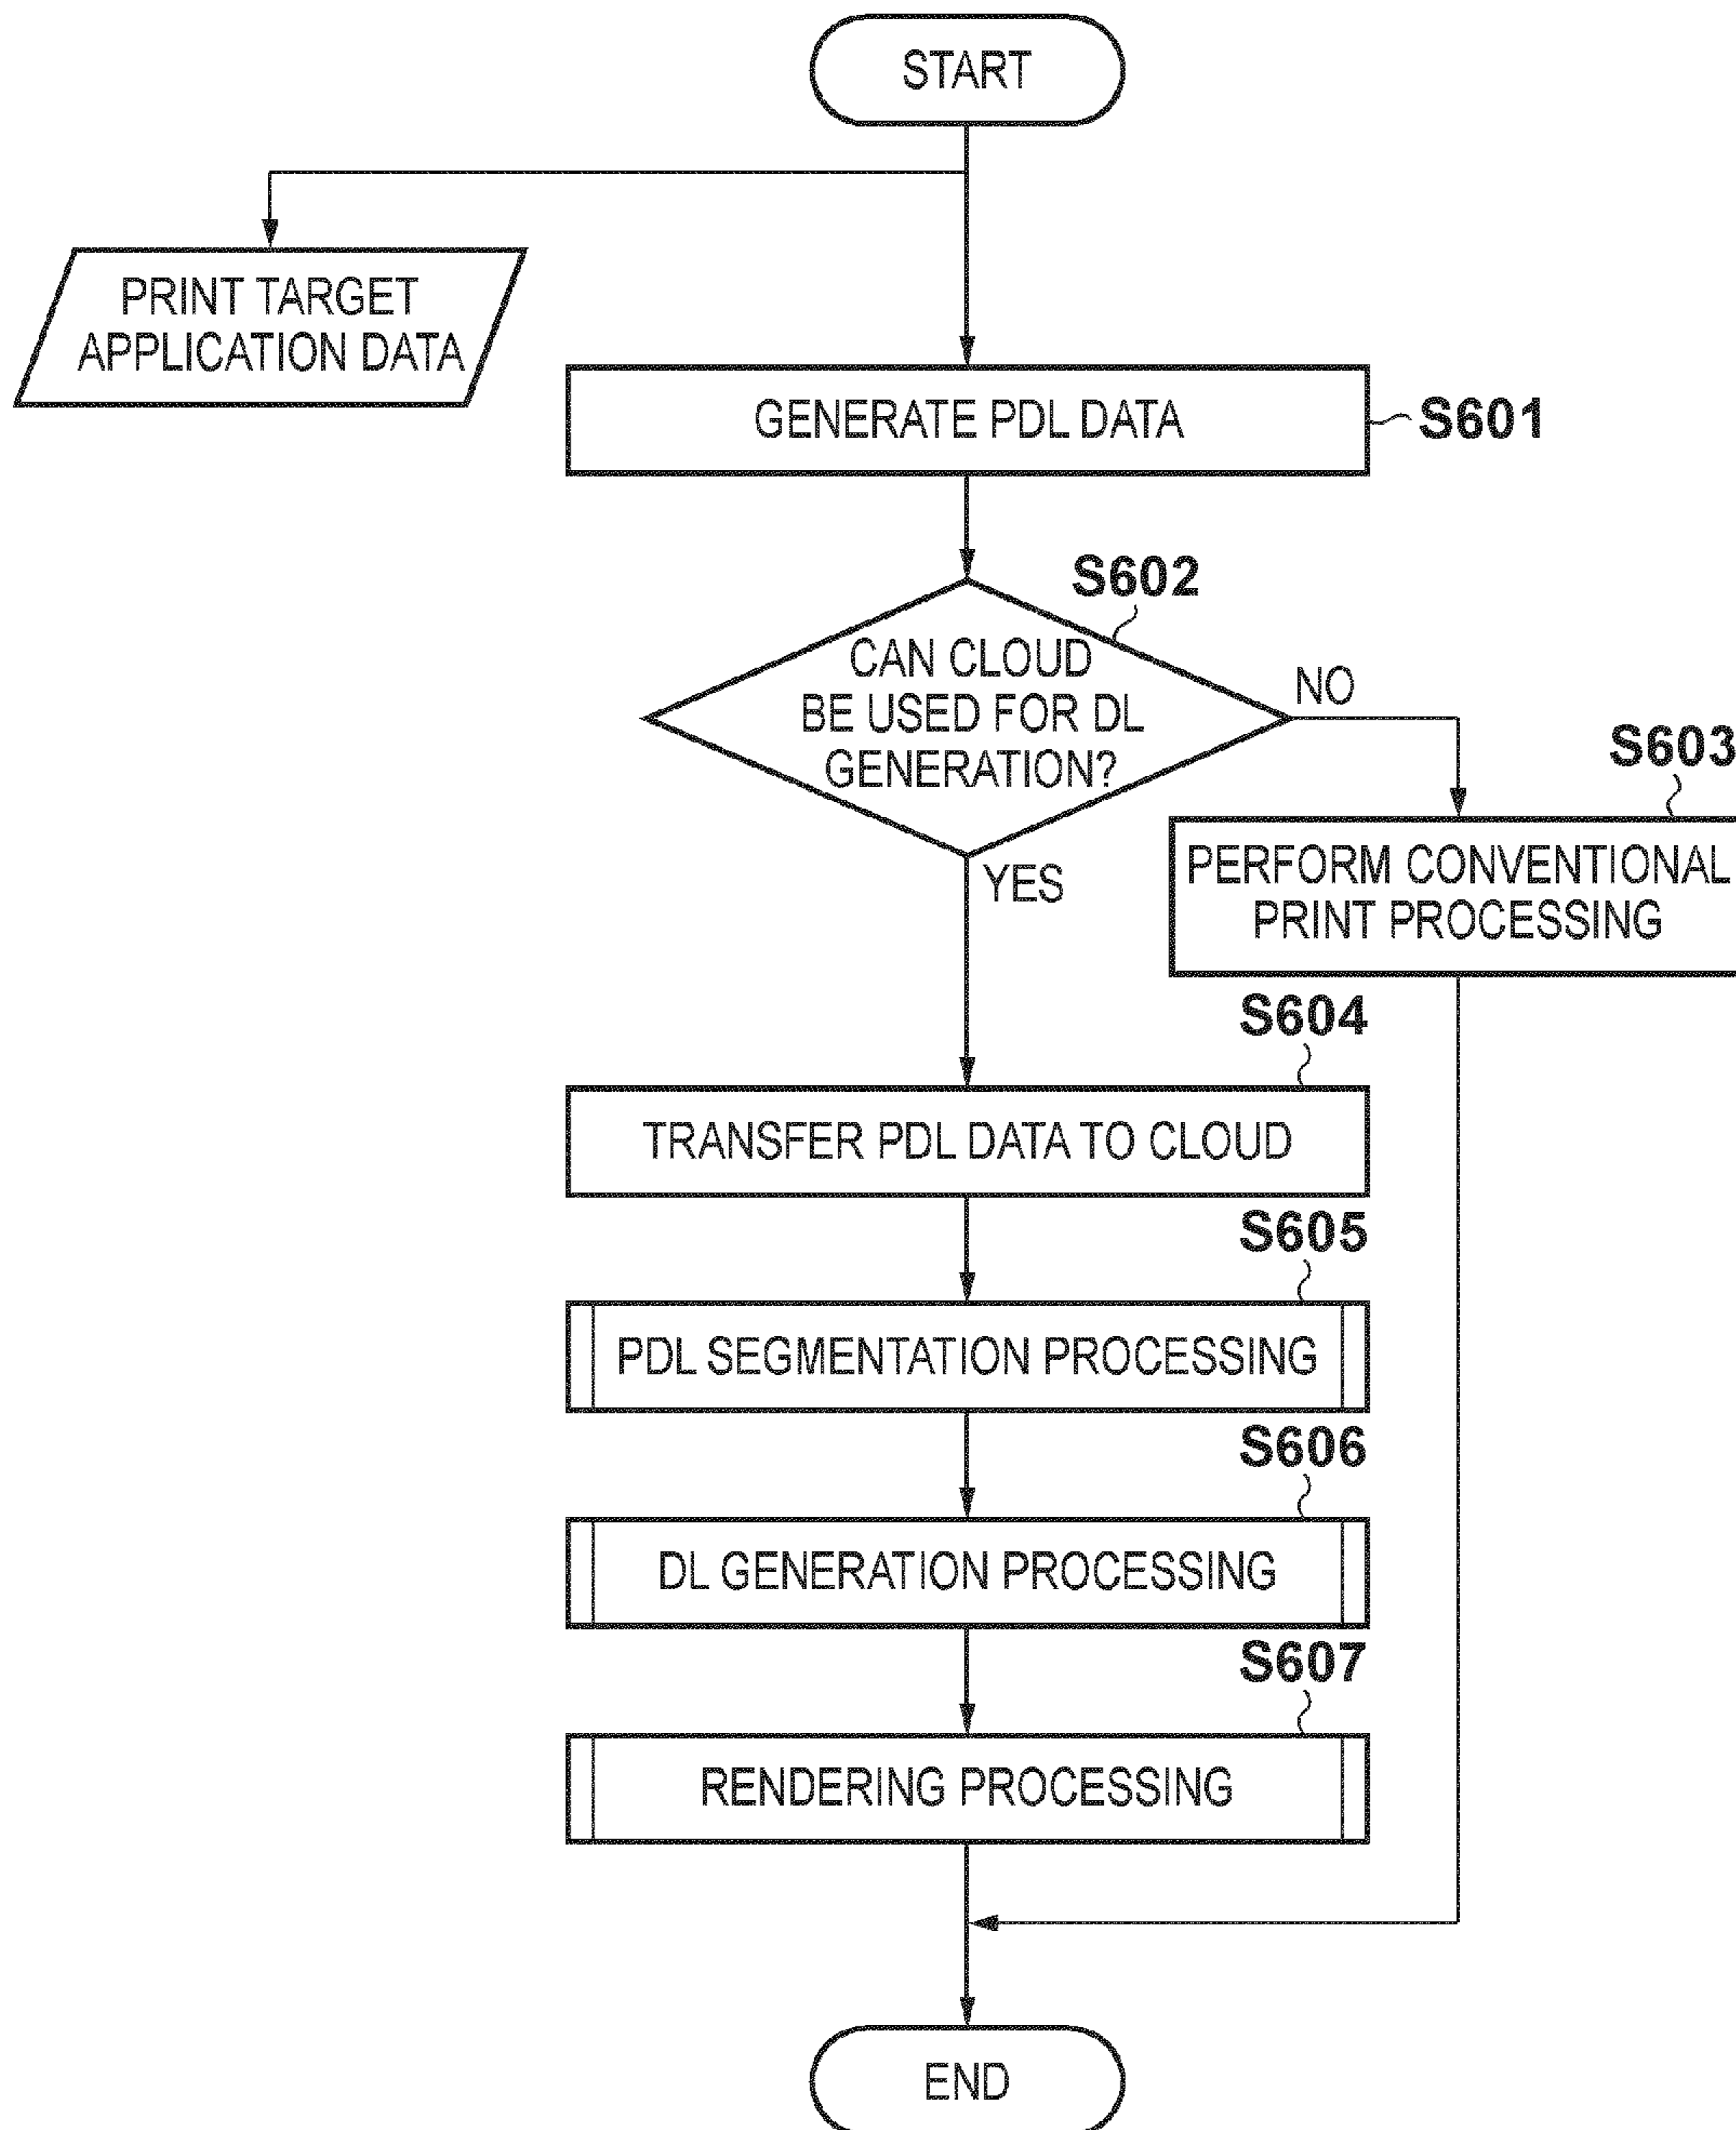 START
PRINT TARGET
APPLICATION DATA
GENERATE PDL DATA
S601
S602
CAN CLOUD
BE USED FOR DL
GENERATION?
NO
YES
S603
PERFORM CONVENTIONAL
PRINT PROCESSING
S604
TRANSFER PDL DATA TO CLOUD
S605
PDL SEGMENTATION PROCESSING
S606
DL GENERATION PROCESSING
S607
RENDERING PROCESSING
END